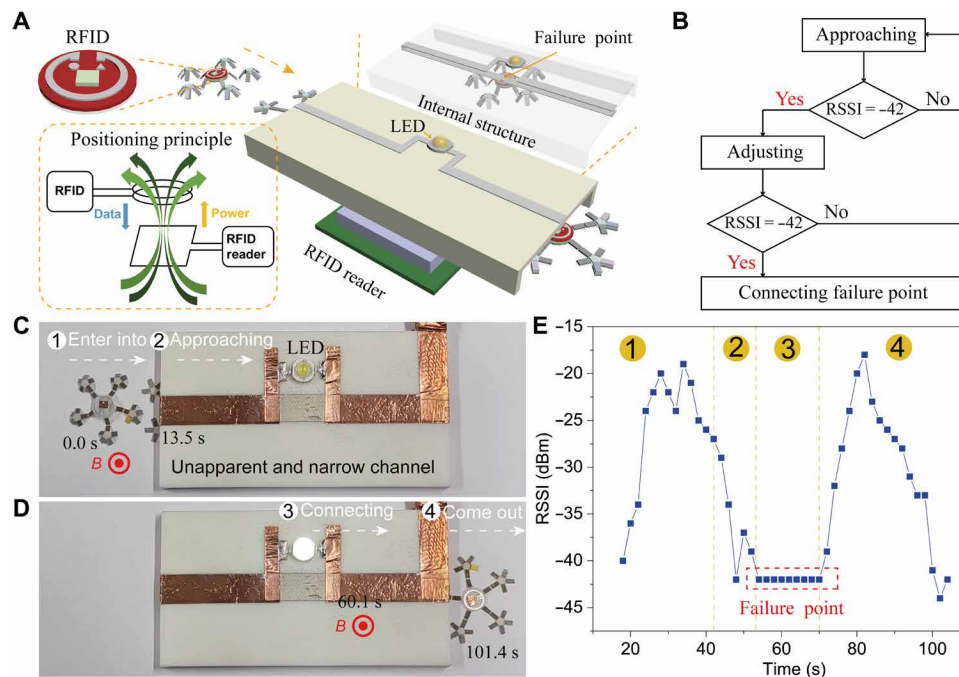 A
RFID
Failure point
Internal structure
LED
Positioning principle
RFID
Data
Power
RFID
reader
RFID reader
B
Approaching
Yes
RSSI = −42
No
Adjusting
RSSI = −42
No
Yes
Connecting failure point
C
1 Enter into
2 Approaching
LED
0.0 s
13.5 s
B
Unapparent and narrow channel
D
3 Connecting
4 Come out
60.1 s
B
101.4 s
E
RSSI (dBm)
−15
−20
−25
−30
−35
−40
−45
1
2
3
4
Failure point
20
40
60
80
100
Time (s)